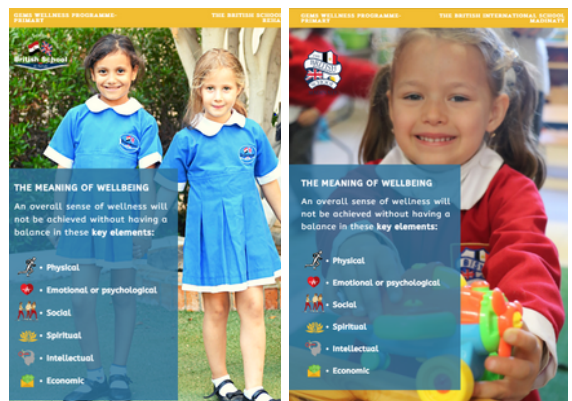 GEMS WELLNESS PROGRAMME-
PRIMARY
THE BRITISH SCHOOL
British School
THE MEANING OF WELLBEING
An overall sense of wellness will
not be achieved without having a
balance in these key elements:
• Physical
• Emotional or psychological
• Social
• Spiritual
• Intellectual
• Economic
GEMS WELLNESS PROGRAMME-
PRIMARY
THE BRITISH INTERNATIONAL SCHOOL
MADINATY
BRITISH
SCHOOL
THE MEANING OF WELLBEING
An overall sense of wellness will
not be achieved without having a
balance in these key elements:
• Physical
• Emotional or psychological
• Social
• Spiritual
• Intellectual
• Economic